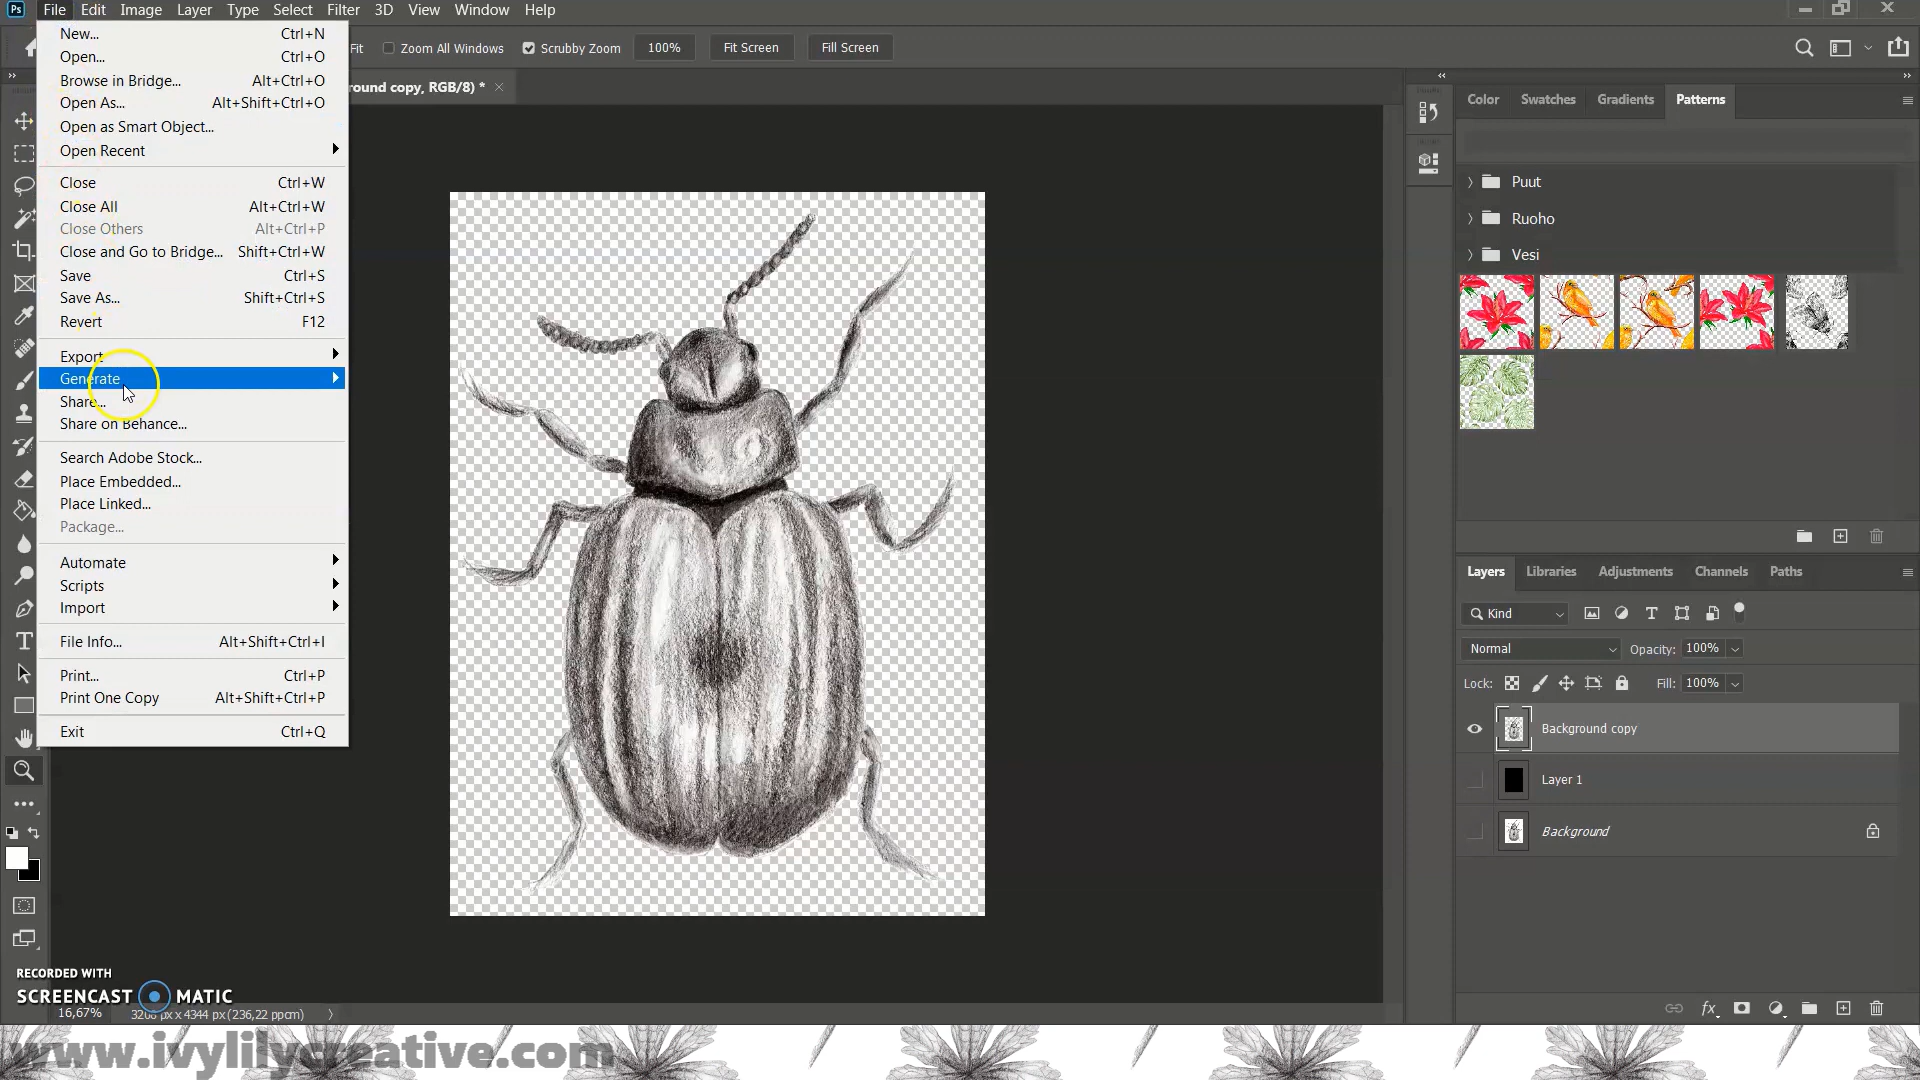 Ps File Edit Image Layer Type Select Filter 3D View Window Help
Fit Zoom All Windows Scrubby Zoom 100% Fit Screen Fill Screen
round copy, RGB/8) * ×
New... Ctrl+N
Open... Ctrl+O
Browse in Bridge... Alt+Ctrl+O
Open As... Alt+Shift+Ctrl+O
Open as Smart Object...
Open Recent
Close Ctrl+W
Close All Alt+Ctrl+W
Close Others Alt+Ctrl+P
Close and Go to Bridge... Shift+Ctrl+W
Save Ctrl+S
Save As... Shift+Ctrl+S
Revert F12
Export
Generate
Share...
Share on Behance...
Search Adobe Stock...
Place Embedded...
Place Linked...
Package...
Automate
Scripts
Import
File Info... Alt+Shift+Ctrl+I
Print... Ctrl+P
Print One Copy Alt+Shift+Ctrl+P
Exit Ctrl+Q
Color Swatches Gradients Patterns
Puut
Ruoho
Vesi
Layers Libraries Adjustments Channels Paths
Kind
Normal Opacity: 100%
Lock: Fill: 100%
Background copy
Layer 1
Background
RECORDED WITH
SCREENCAST MATIC
16,67% 3208 px x 4344 px (236,22 ppcm)
www.ivylilycreative.com